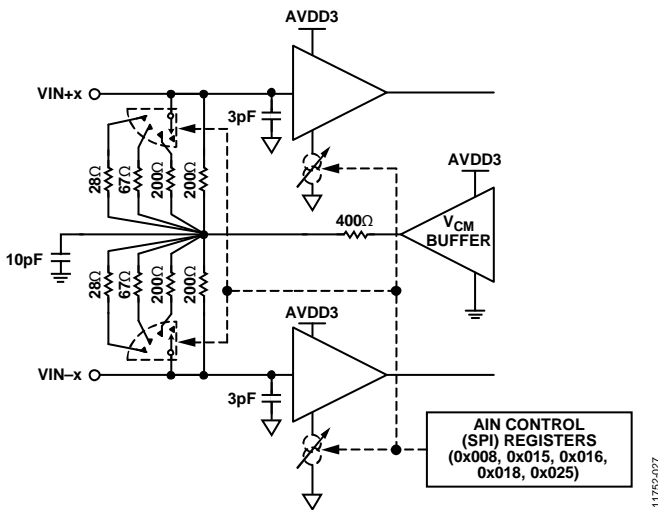 AVDD3
VIN+x
3pF
28Ω
67Ω
200Ω
200Ω
AVDD3
400Ω
V_CM
BUFFER
10pF
28Ω
67Ω
200Ω
200Ω
AVDD3
VIN–x
3pF
AIN CONTROL
(SPI) REGISTERS
(0x008, 0x015, 0x016,
0x018, 0x025)
11752-027